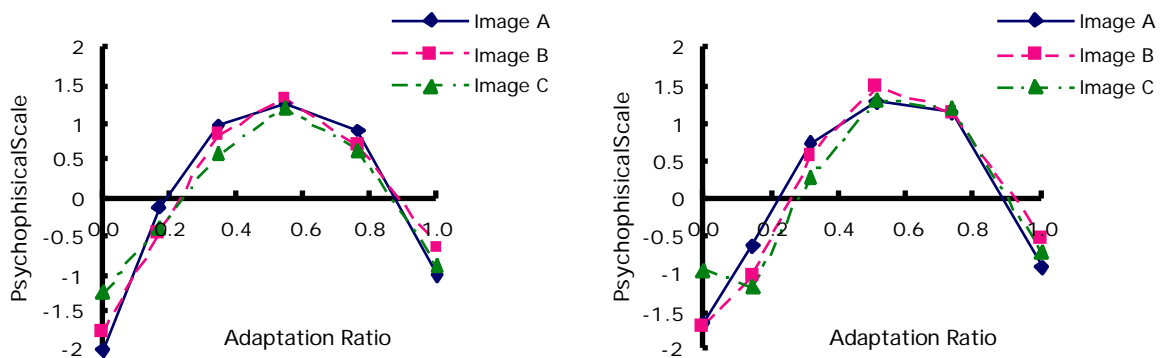 Image A
Image B
Image C
2
1.5
1
0.5
0
-0.5
-1
-1.5
-2
0.0 0.2 0.4 0.6 0.8 1.0
PsychophisicalScale
Adaptation Ratio
Image A
Image B
Image C
2
1.5
1
0.5
0
-0.5
-1
-1.5
-2
0.0 0.2 0.4 0.6 0.8 1.0
PsychophisicalScale
Adaptation Ratio